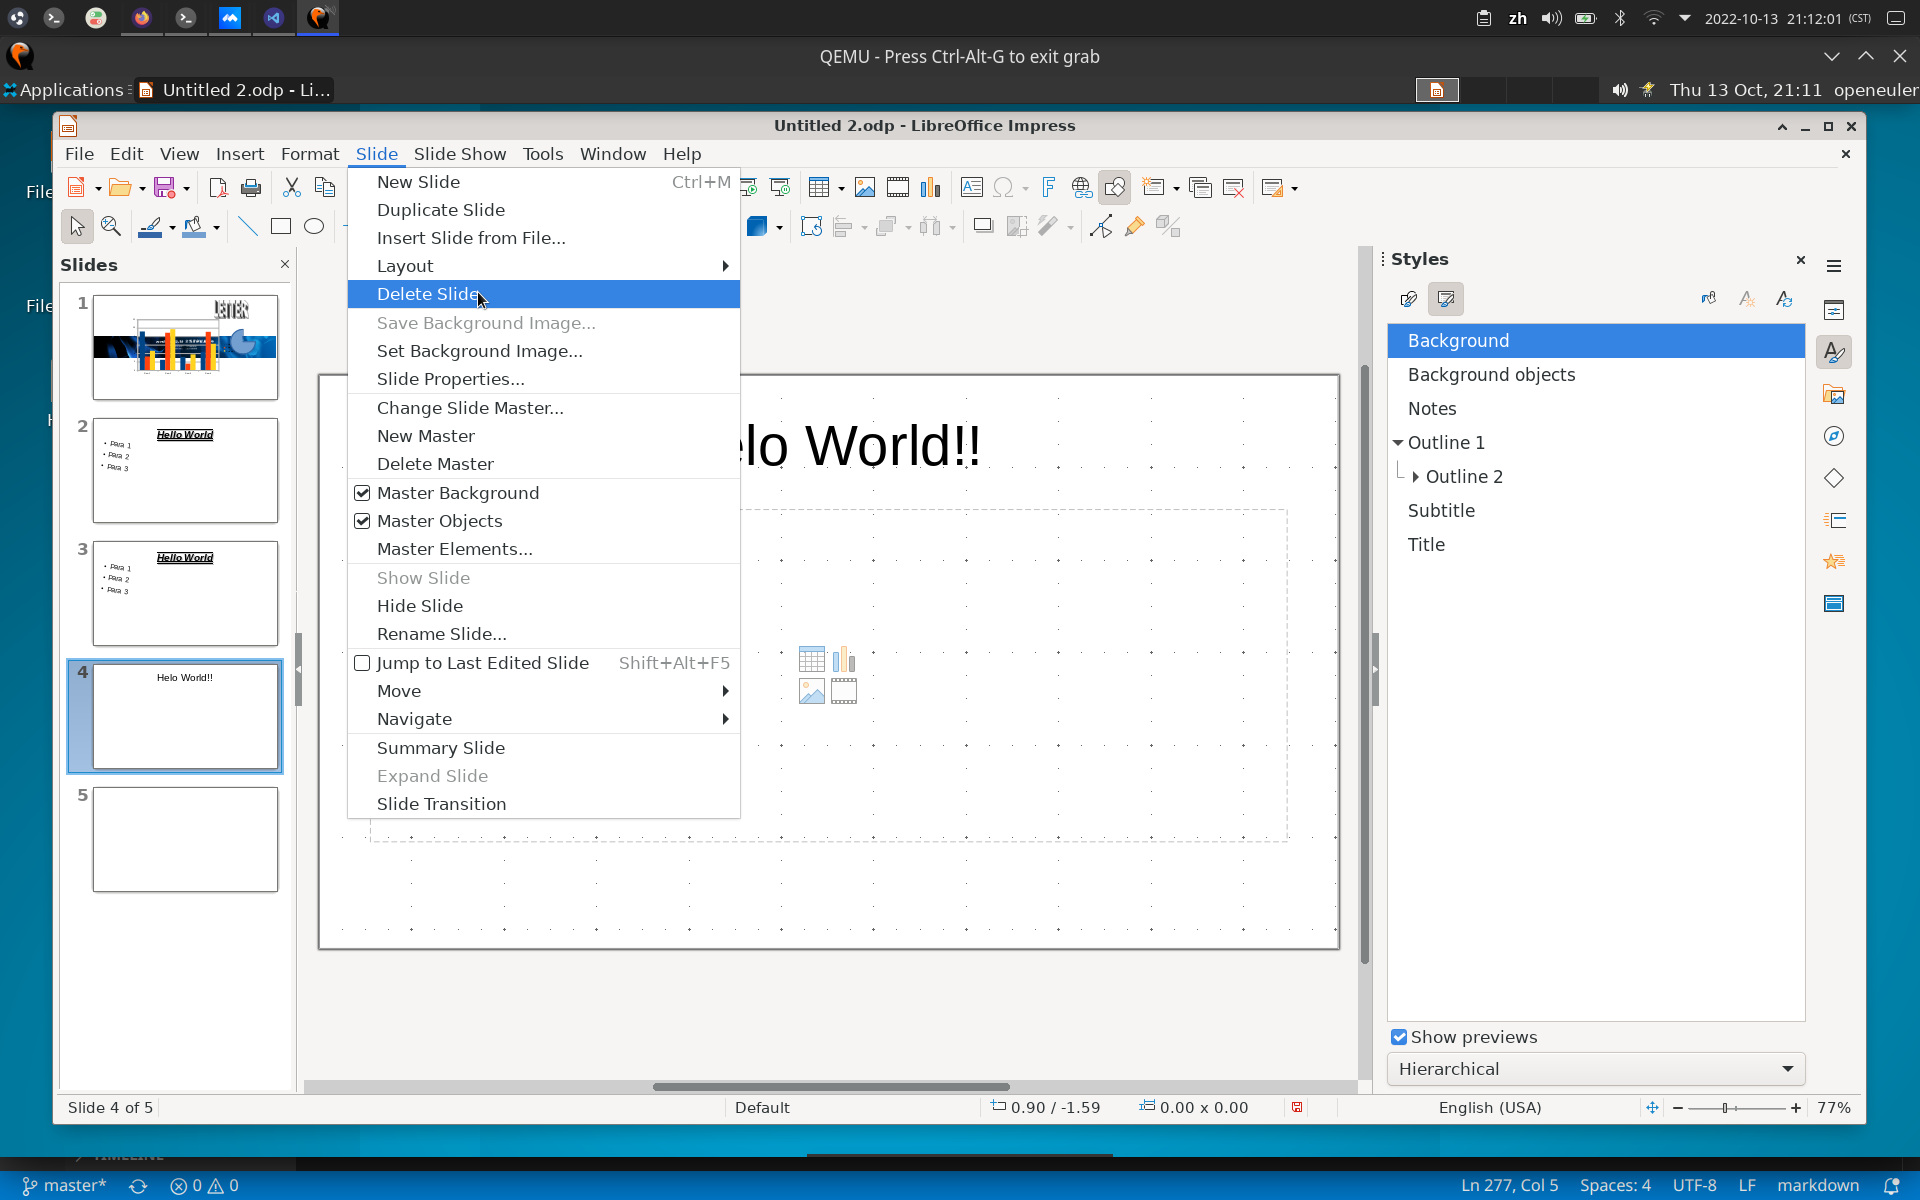 zh
2022-10-13 21:12:01 (CST)
QEMU - Press Ctrl-Alt-G to exit grab
Applications
Untitled 2.odp - Li...
Thu 13 Oct, 21:11
openeuler
Untitled 2.odp - LibreOffice Impress
File Edit View Insert Format Slide Slide Show Tools Window Help
File
File
New Slide Ctrl+M
Duplicate Slide
Insert Slide from File...
Layout
Delete Slide
Save Background Image...
Set Background Image...
Slide Properties...
Change Slide Master...
New Master
Delete Master
Master Background
Master Objects
Master Elements...
Show Slide
Hide Slide
Rename Slide...
Jump to Last Edited Slide Shift+Alt+F5
Move
Navigate
Summary Slide
Expand Slide
Slide Transition
Slides
1
2
Hello World
Para 1
Para 2
Para 3
3
Hello World
Para 1
Para 2
Para 3
4
Helo World!!
5
elo World!!
Styles
Background
Background objects
Notes
Outline 1
Outline 2
Subtitle
Title
Show previews
Hierarchical
Slide 4 of 5
Default
0.90 / -1.59
0.00 x 0.00
English (USA)
77%
TIMELINE
master*
0 0
Ln 277, Col 5
Spaces: 4
UTF-8
LF
markdown